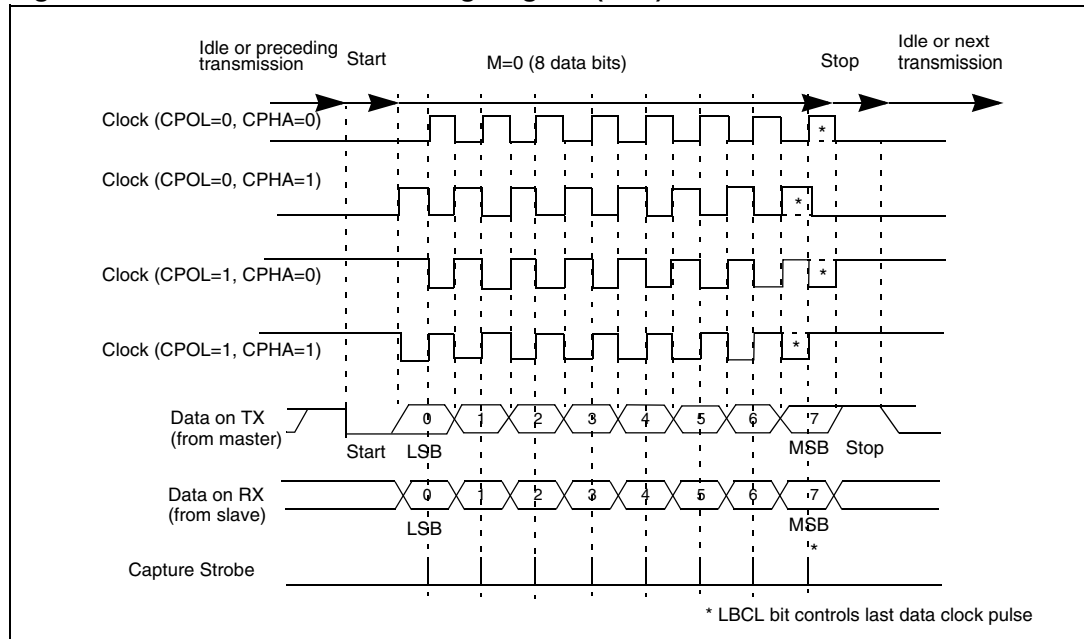 Idle or preceding
transmission
Start
M=0 (8 data bits)
Stop
Idle or next
transmission
Clock (CPOL=0, CPHA=0)
*
Clock (CPOL=0, CPHA=1)
*
Clock (CPOL=1, CPHA=0)
*
Clock (CPOL=1, CPHA=1)
*
Data on TX
(from master)
0 1 2 3 4 5 6 7
Start LSB MSB Stop
Data on RX
(from slave)
0 1 2 3 4 5 6 7
LSB MSB
*
Capture Strobe
* LBCL bit controls last data clock pulse